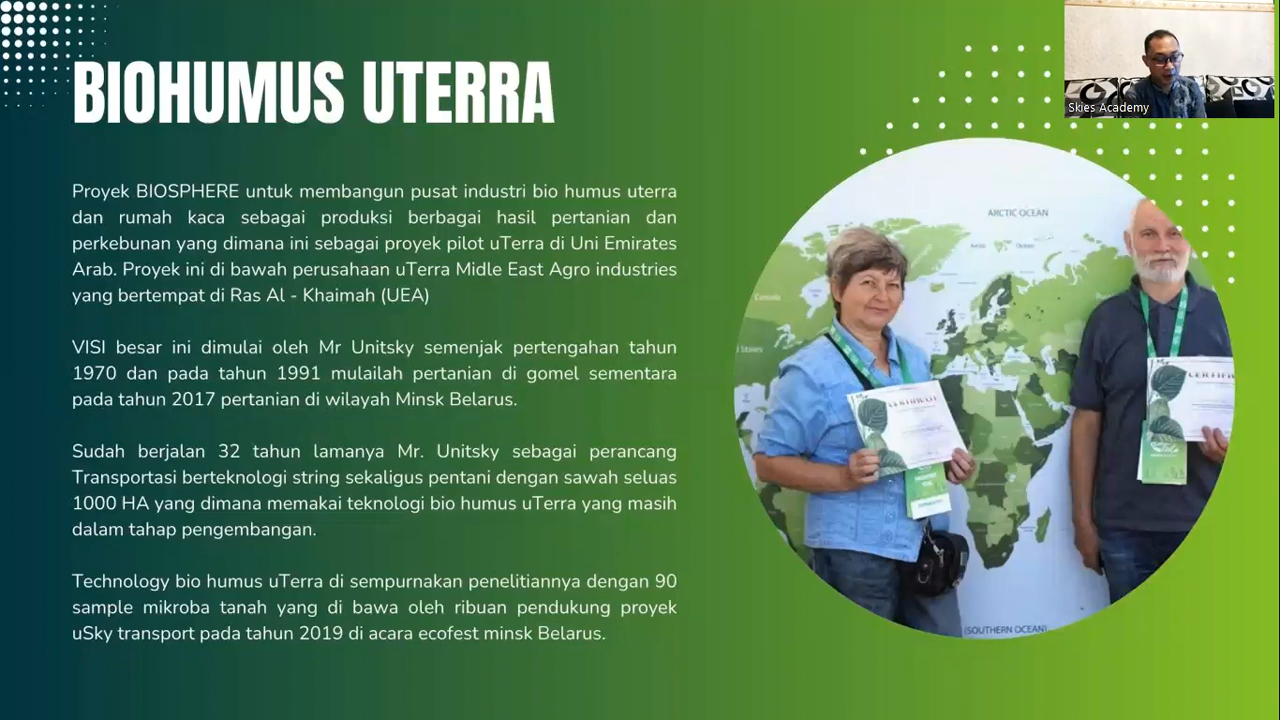 BIOHUMUS UTERRA
Skies Academy
Proyek BIOSPHERE untuk membangun pusat industri bio humus uterra
dan rumah kaca sebagai produksi berbagai hasil pertanian dan
perkebunan yang dimana ini sebagai proyek pilot uTerra di Uni Emirates
Arab. Proyek ini di bawah perusahaan uTerra Midle East Agro industries
yang bertempat di Ras Al - Khaimah (UEA)
VISI besar ini dimulai oleh Mr Unitsky semenjak pertengahan tahun
1970 dan pada tahun 1991 mulailah pertanian di gomel sementara
pada tahun 2017 pertanian di wilayah Minsk Belarus.
Sudah berjalan 32 tahun lamanya Mr. Unitsky sebagai perancang
Transportasi berteknologi string sekaligus pentani dengan sawah seluas
1000 HA yang dimana memakai teknologi bio humus uTerra yang masih
dalam tahap pengembangan.
Technology bio humus uTerra di sempurnakan penelitiannya dengan 90
sample mikroba tanah yang di bawa oleh ribuan pendukung proyek
uSky transport pada tahun 2019 di acara ecofest minsk Belarus.
ARCTIC OCEAN
Canada
(SOUTHERN OCEAN)